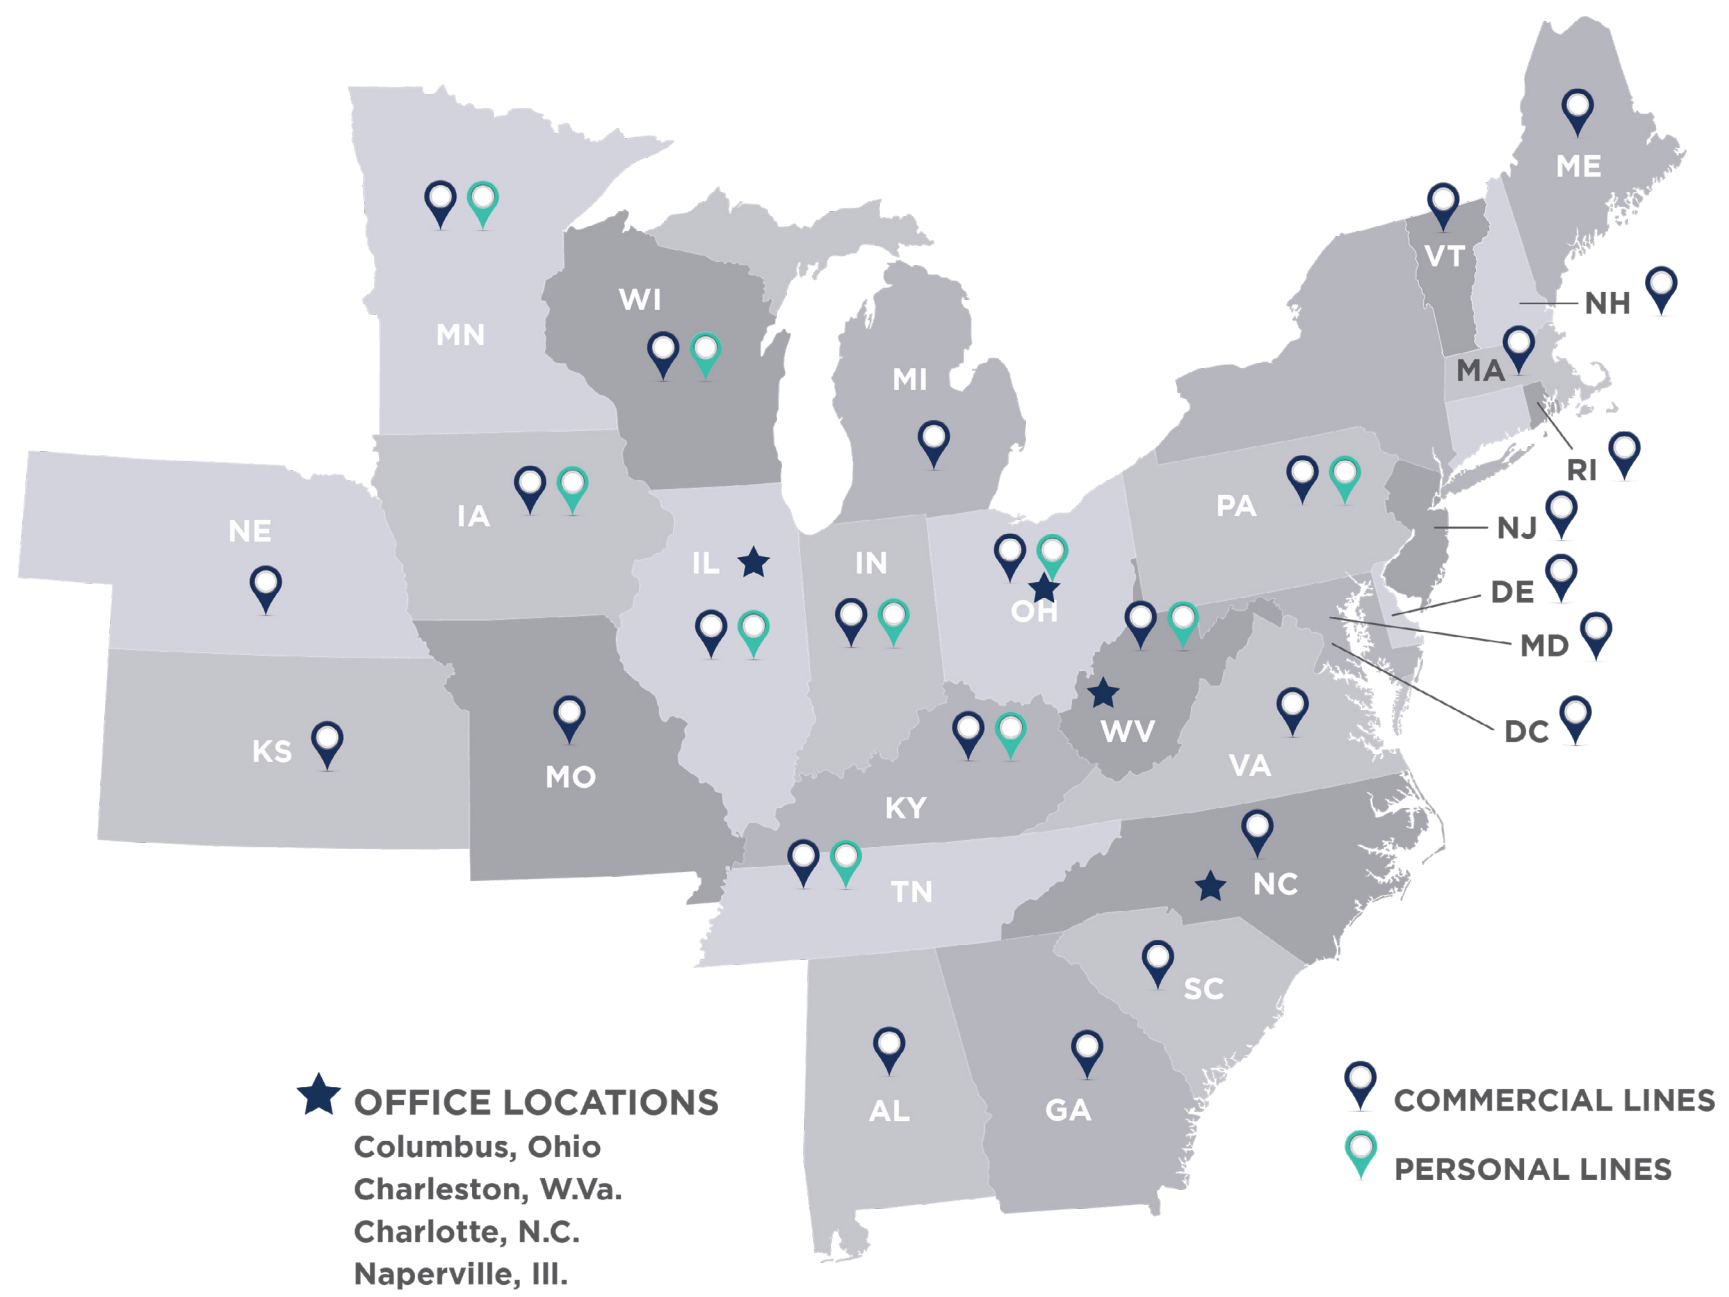 ME
VT
WI
NH
MN
MA
MI
RI
PA
IA
NJ
NE
IL
IN
DE
OH
MD
WV
DC
KS
VA
MO
KY
NC
TN
SC
AL
GA
OFFICE LOCATIONS
Columbus, Ohio
Charleston, W.Va.
Charlotte, N.C.
Naperville, Ill.
COMMERCIAL LINES
PERSONAL LINES